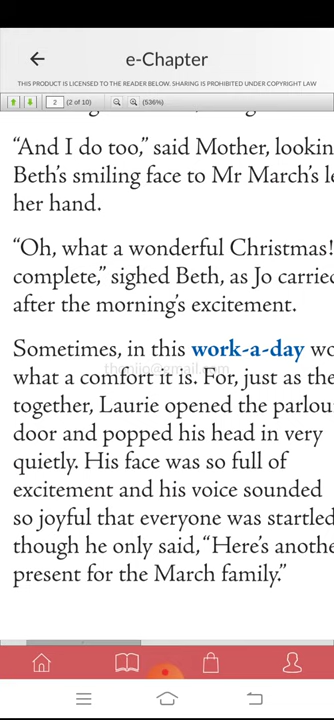 e-Chapter
THIS PRODUCT IS LICENSED TO THE READER BELOW. SHARING IS PROHIBITED UNDER COPYRIGHT LAW
2 (2 of 10) (536%)
“And I do too,” said Mother, lookin
Beth’s smiling face to Mr March’s le
her hand.
“Oh, what a wonderful Christmas!
complete,” sighed Beth, as Jo carried
after the morning’s excitement.
Sometimes, in this work-a-day wo
what a comfort it is. For, just as the
together, Laurie opened the parlou
door and popped his head in very
quietly. His face was so full of
excitement and his voice sounded
so joyful that everyone was startled
though he only said, “Here’s anothe
present for the March family.”